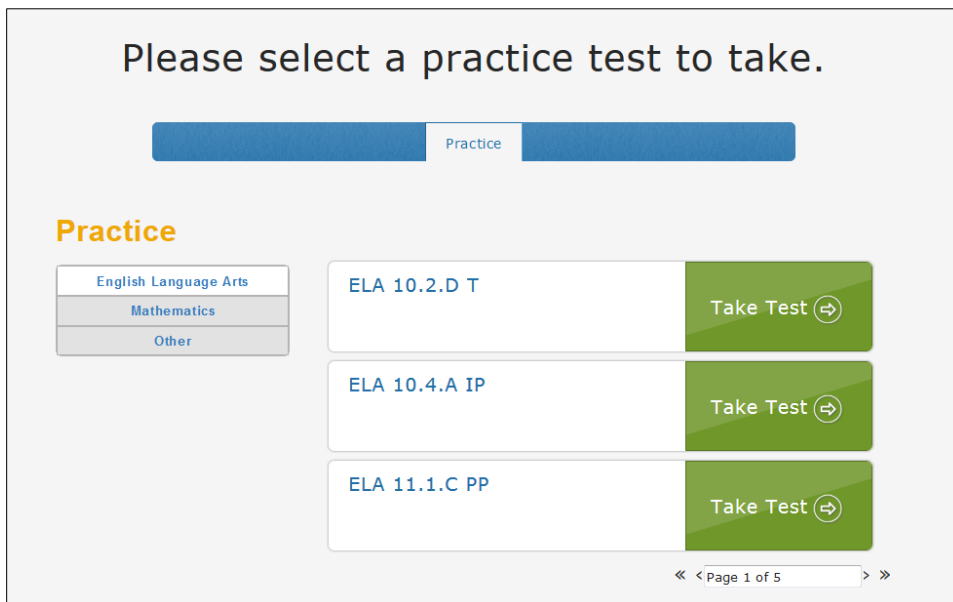 Please select a practice test to take.
Practice
Practice
English Language Arts
Mathematics
Other
ELA 10.2.D T
Take Test
ELA 10.4.A IP
Take Test
ELA 11.1.C PP
Take Test
« < Page 1 of 5 > »